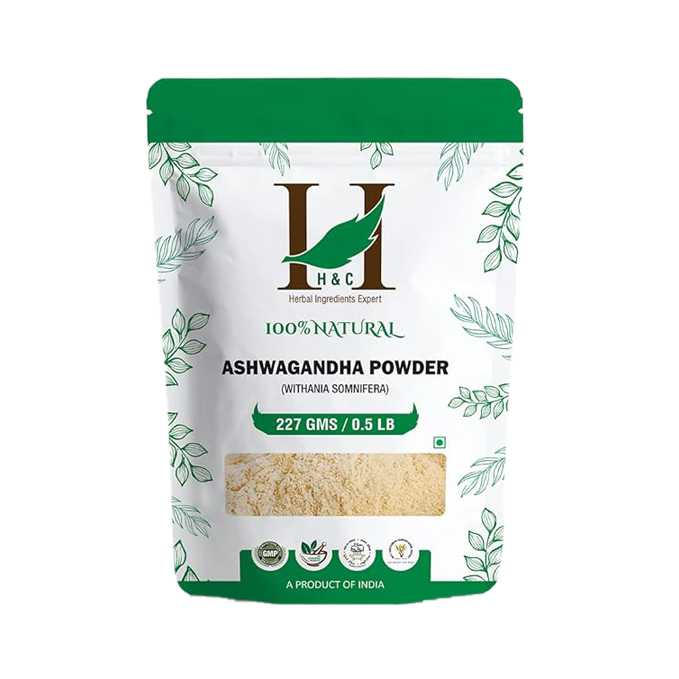 H
H & C
Herbal Ingredients Expert
100% NATURAL
ASHWAGANDHA POWDER
(WITHANIA SOMNIFERA)
227 GMS / 0.5 LB
GMP
A PRODUCT OF INDIA